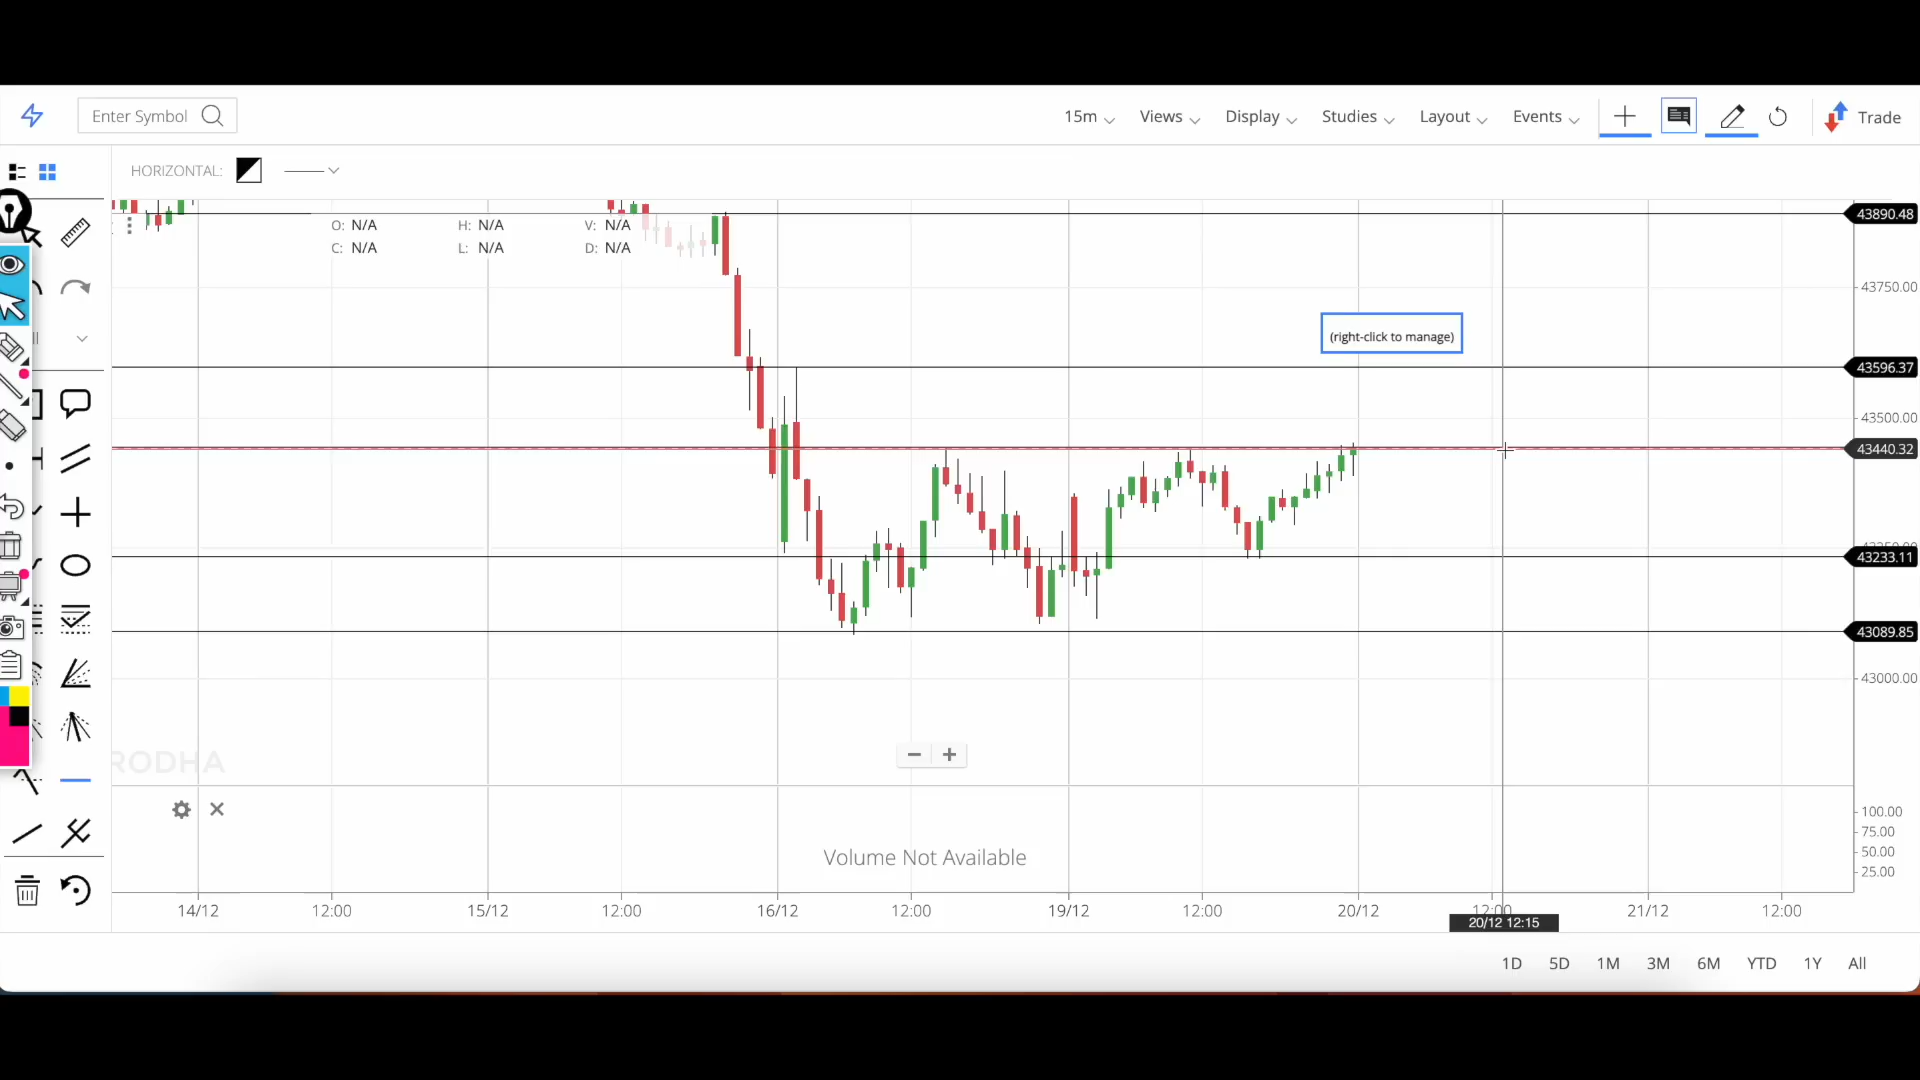 Enter Symbol
15m
Views
Display
Studies
Layout
Events
Trade
HORIZONTAL:
O: N/A
H: N/A
V: N/A
C: N/A
L: N/A
D: N/A
43890.48
43750.00
(right-click to manage)
43596.37
43500.00
43440.32
43233.11
43089.85
43000.00
RODHA
− +
100.00
75.00
50.00
25.00
Volume Not Available
14/12
12:00
15/12
12:00
16/12
12:00
19/12
12:00
20/12
12:00
21/12
12:00
20/12 12:15
1D
5D
1M
3M
6M
YTD
1Y
All